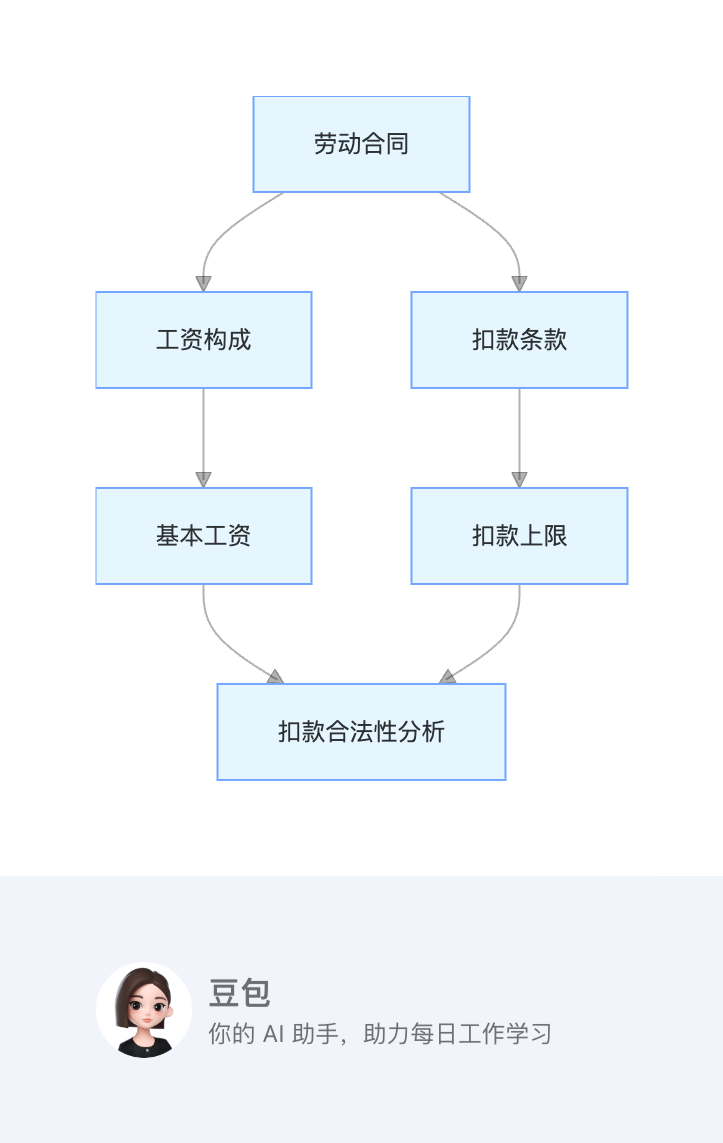 劳动合同
工资构成
扣款条款
基本工资
扣款上限
扣款合法性分析
豆包
你的 AI 助手，助力每日工作学习